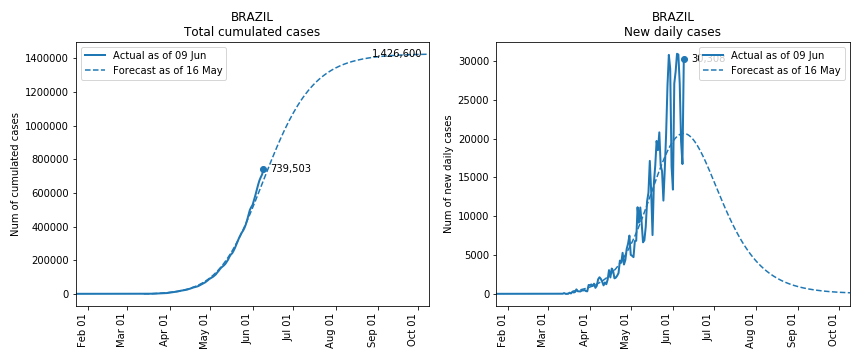 BRAZIL
Total cumulated cases
Actual as of 09 Jun
Forecast as of 16 May
1,426,600
739,503
Num of cumulated cases
1400000
1200000
1000000
800000
600000
400000
200000
0
Feb 01
Mar 01
Apr 01
May 01
Jun 01
Jul 01
Aug 01
Sep 01
Oct 01
BRAZIL
New daily cases
Actual as of 09 Jun
Forecast as of 16 May
Num of new daily cases
30000
25000
20000
15000
10000
5000
0
Feb 01
Mar 01
Apr 01
May 01
Jun 01
Jul 01
Aug 01
Sep 01
Oct 01